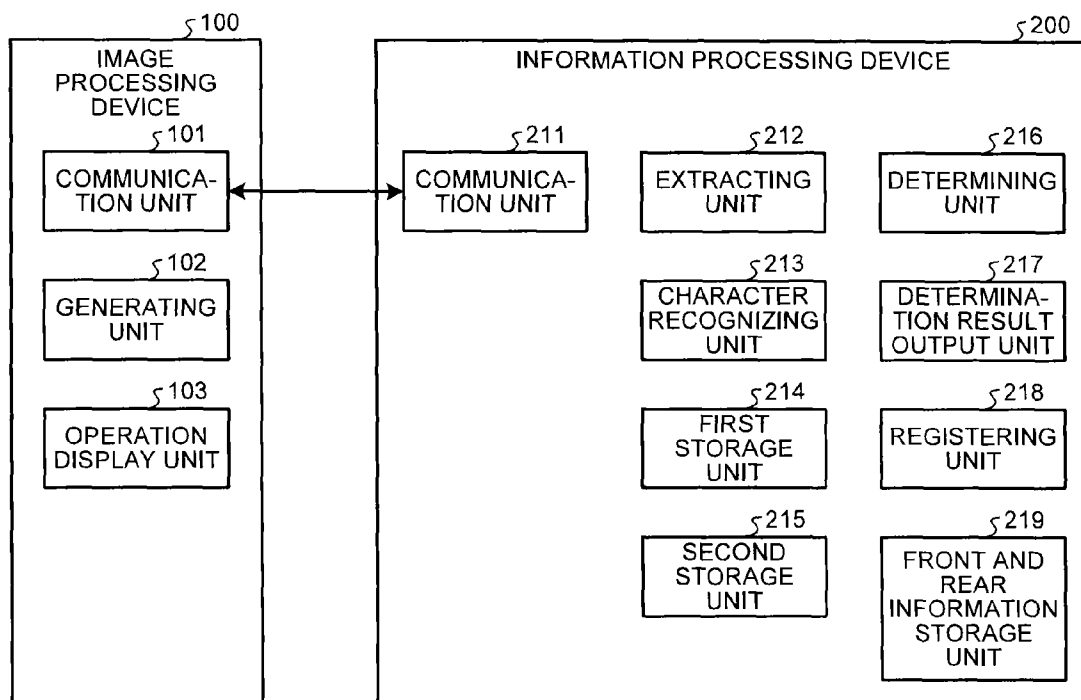 100
IMAGE
PROCESSING
DEVICE
101
COMMUNICA-
TION UNIT
102
GENERATING
UNIT
103
OPERATION
DISPLAY UNIT
200
INFORMATION PROCESSING DEVICE
211
COMMUNICA-
TION UNIT
212
EXTRACTING
UNIT
213
CHARACTER
RECOGNIZING
UNIT
214
FIRST
STORAGE
UNIT
215
SECOND
STORAGE
UNIT
216
DETERMINING
UNIT
217
DETERMINA-
TION RESULT
OUTPUT UNIT
218
REGISTERING
UNIT
219
FRONT AND
REAR
INFORMATION
STORAGE
UNIT